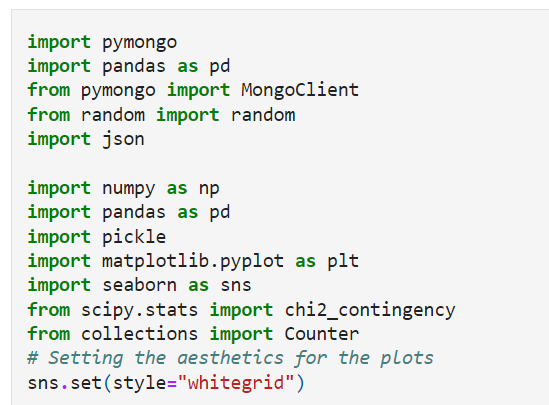 import pymongo
import pandas as pd
from pymongo import MongoClient
from random import random
import json
import numpy as np
import pandas as pd
import pickle
import matplotlib.pyplot as plt
import seaborn as sns
from scipy.stats import chi2_contingency
from collections import Counter
# Setting the aesthetics for the plots
sns.set(style="whitegrid")